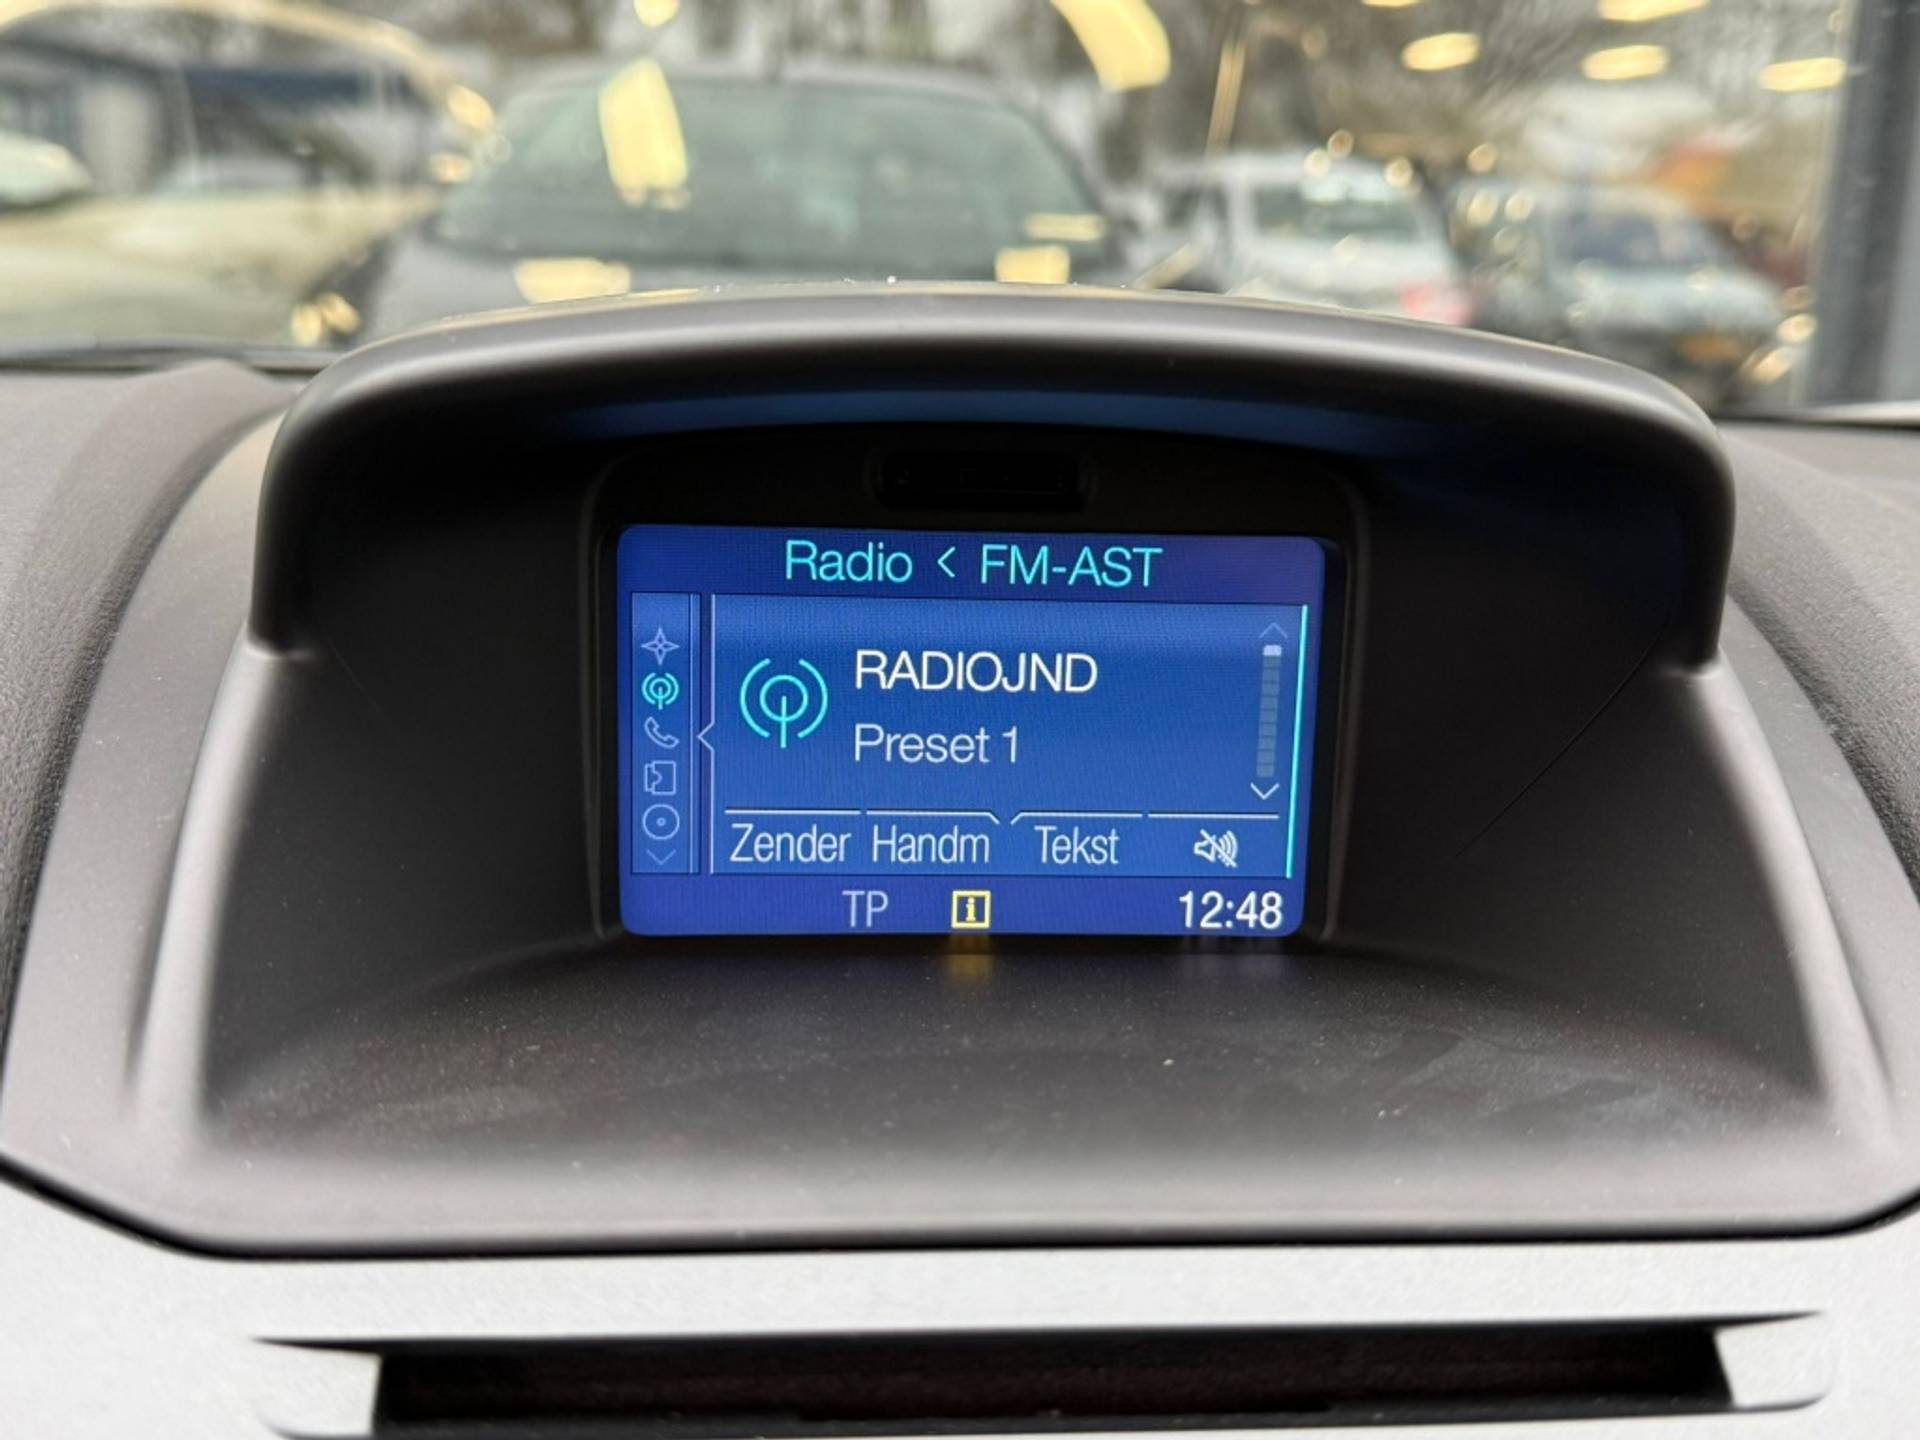 Radio < FM-AST
RADIOJND
Preset 1
Zender Handm Tekst
TP i 12:48